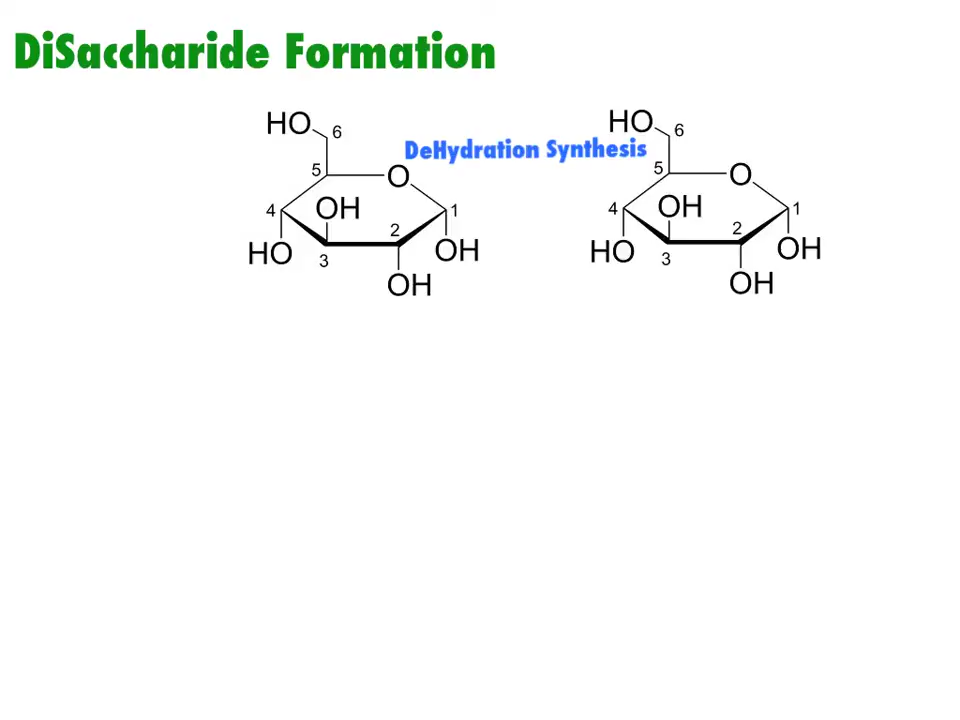 DiSaccharide Formation
HO 6 HO 6
DeHydration Synthesis
5 O 5 O
4 OH 1 4 OH 1
2 2
HO 3 OH HO 3 OH
OH OH